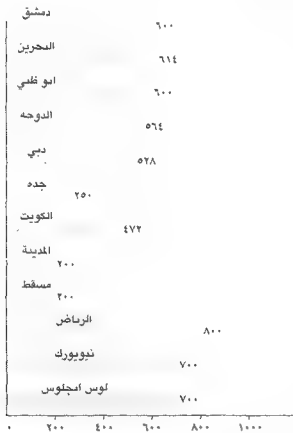 دمشق
٦٠٠
البحرين
٦١٤
ابو ظبي
٦٠٠
الدوحه
٥٦٤
دبي
٥٢٨
جده
٢٥٠
الكويت
٤٧٢
المدينة
٢٠٠
مسقط
٢٠٠
الرياض
٨٠٠
نيويورك
٧٠٠
لوس انجلوس
٧٠٠
٠ ٢٠٠ ٤٠٠ ٦٠٠ ٨٠٠ ١٠٠٠